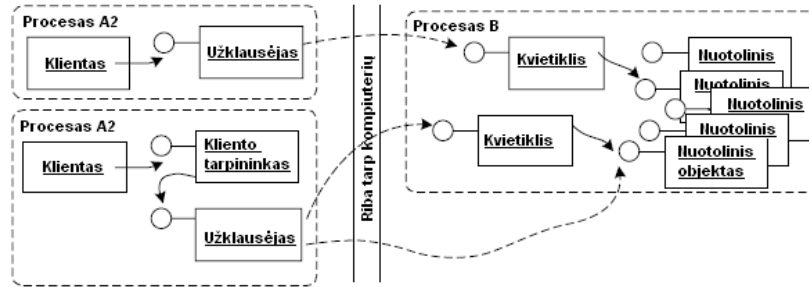 Procesas A2
Klientas
Užklausėjas
Procesas A2
Klientas
Kliento
tarpininkas
Užklausėjas
Riba tarp kompiuterių
Procesas B
Kvietiklis
Kvietiklis
Nuotolinis
Nuotolinis
Nuotolinis
Nuotolinis
Nuotolinis
objektas